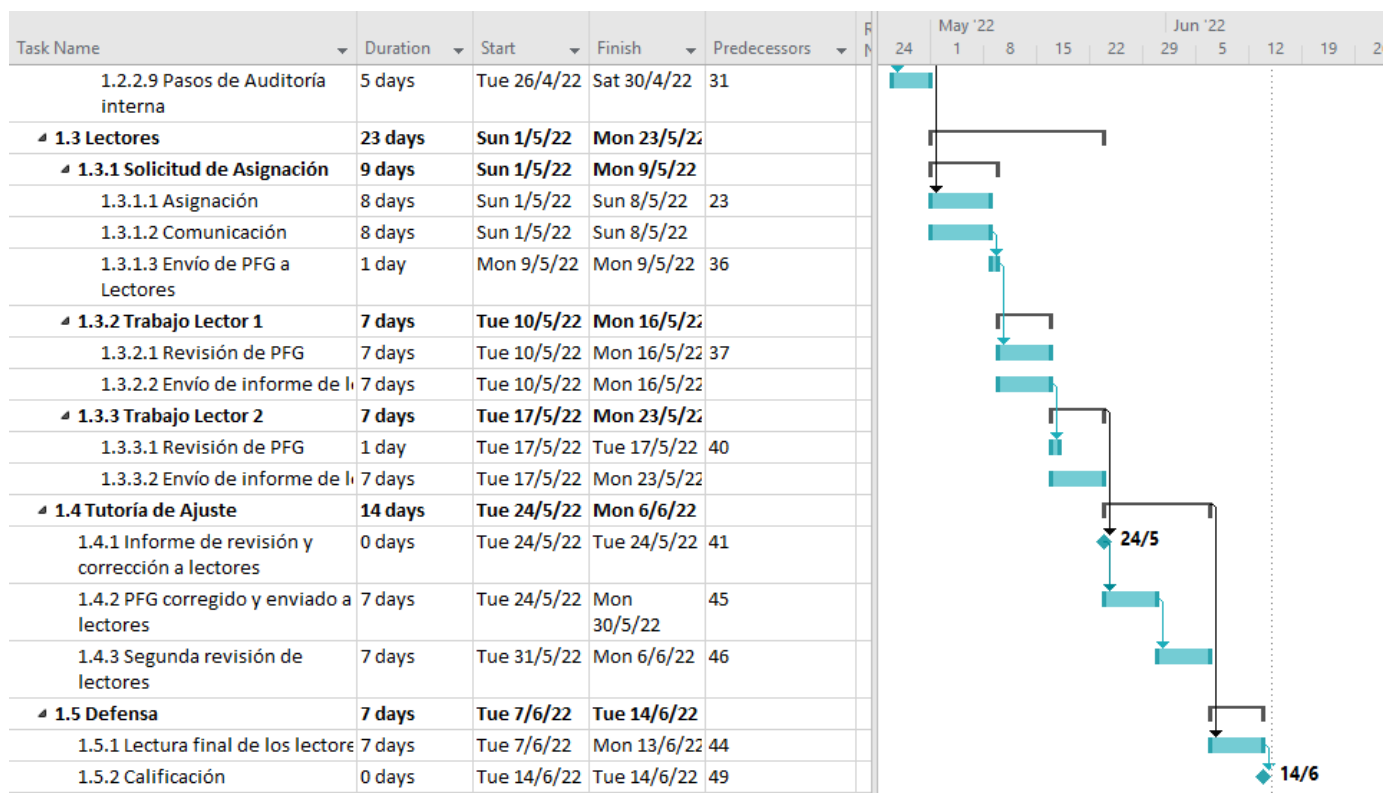 May '22 Jun '22
Task Name Duration Start Finish Predecessors 24 1 8 15 22 29 5 12 19
1.2.2.9 Pasos de Auditoría 5 days Tue 26/4/22 Sat 30/4/22 31
interna
1.3 Lectores 23 days Sun 1/5/22 Mon 23/5/22
1.3.1 Solicitud de Asignación 9 days Sun 1/5/22 Mon 9/5/22
1.3.1.1 Asignación 8 days Sun 1/5/22 Sun 8/5/22 23
1.3.1.2 Comunicación 8 days Sun 1/5/22 Sun 8/5/22
1.3.1.3 Envío de PFG a 1 day Mon 9/5/22 Mon 9/5/22 36
Lectores
1.3.2 Trabajo Lector 1 7 days Tue 10/5/22 Mon 16/5/22
1.3.2.1 Revisión de PFG 7 days Tue 10/5/22 Mon 16/5/22 37
1.3.2.2 Envío de informe de 7 days Tue 10/5/22 Mon 16/5/22
1.3.3 Trabajo Lector 2 7 days Tue 17/5/22 Mon 23/5/22
1.3.3.1 Revisión de PFG 1 day Tue 17/5/22 Tue 17/5/22 40
1.3.3.2 Envío de informe de 7 days Tue 17/5/22 Mon 23/5/22
1.4 Tutoría de Ajuste 14 days Tue 24/5/22 Mon 6/6/22
1.4.1 Informe de revisión y 0 days Tue 24/5/22 Tue 24/5/22 41 24/5
corrección a lectores
1.4.2 PFG corregido y enviado a 7 days Tue 24/5/22 Mon 45
lectores 30/5/22
1.4.3 Segunda revisión de 7 days Tue 31/5/22 Mon 6/6/22 46
lectores
1.5 Defensa 7 days Tue 7/6/22 Tue 14/6/22
1.5.1 Lectura final de los lectore 7 days Tue 7/6/22 Mon 13/6/22 44
1.5.2 Calificación 0 days Tue 14/6/22 Tue 14/6/22 49 14/6